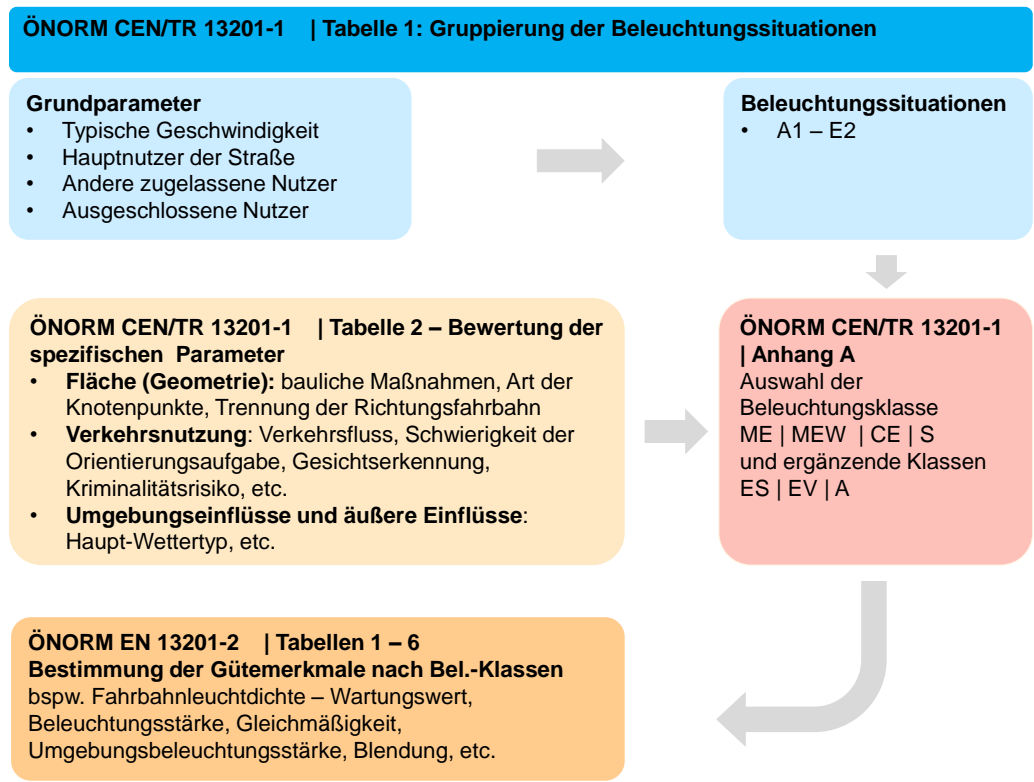 ÖNORM CEN/TR 13201-1 | Tabelle 1: Gruppierung der Beleuchtungssituationen
Grundparameter
• Typische Geschwindigkeit
• Hauptnutzer der Straße
• Andere zugelassene Nutzer
• Ausgeschlossene Nutzer
Beleuchtungssituationen
• A1 – E2
ÖNORM CEN/TR 13201-1 | Tabelle 2 – Bewertung der
spezifischen Parameter
• Fläche (Geometrie): bauliche Maßnahmen, Art der
Knotenpunkte, Trennung der Richtungsfahrbahn
• Verkehrsnutzung: Verkehrsfluss, Schwierigkeit der
Orientierungsaufgabe, Gesichtserkennung,
Kriminalitätsrisiko, etc.
• Umgebungseinflüsse und äußere Einflüsse:
Haupt-Wettertyp, etc.
ÖNORM CEN/TR 13201-1
| Anhang A
Auswahl der
Beleuchtungsklasse
ME | MEW | CE | S
und ergänzende Klassen
ES | EV | A
ÖNORM EN 13201-2 | Tabellen 1 – 6
Bestimmung der Gütemerkmale nach Bel.-Klassen
bspw. Fahrbahnleuchtdichte – Wartungswert,
Beleuchtungsstärke, Gleichmäßigkeit,
Umgebungsbeleuchtungsstärke, Blendung, etc.